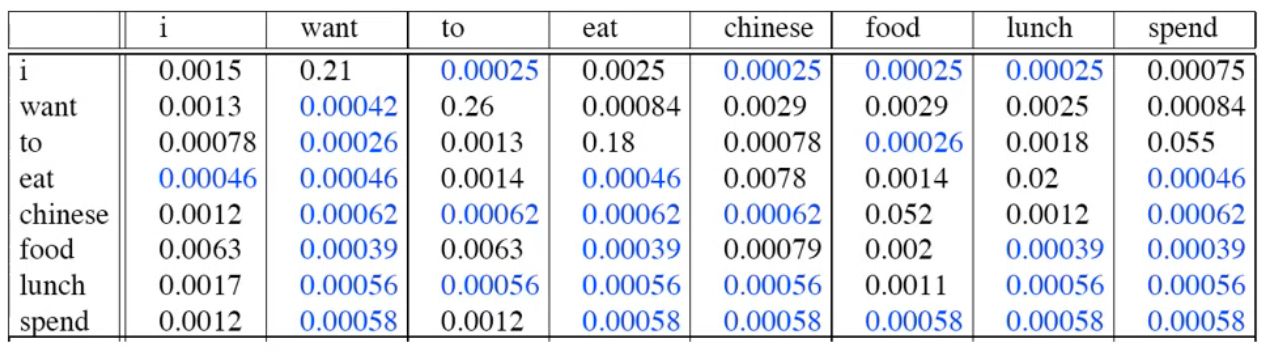 i want to eat chinese food lunch spend
i 0.0015 0.21 0.00025 0.0025 0.00025 0.00025 0.00025 0.00075
want 0.0013 0.00042 0.26 0.00084 0.0029 0.0029 0.0025 0.00084
to 0.00078 0.00026 0.0013 0.18 0.00078 0.00026 0.0018 0.055
eat 0.00046 0.00046 0.0014 0.00046 0.0078 0.0014 0.02 0.00046
chinese 0.0012 0.00062 0.00062 0.00062 0.00062 0.052 0.0012 0.00062
food 0.0063 0.00039 0.0063 0.00039 0.00079 0.002 0.00039 0.00039
lunch 0.0017 0.00056 0.00056 0.00056 0.00056 0.0011 0.00056 0.00056
spend 0.0012 0.00058 0.0012 0.00058 0.00058 0.00058 0.00058 0.00058